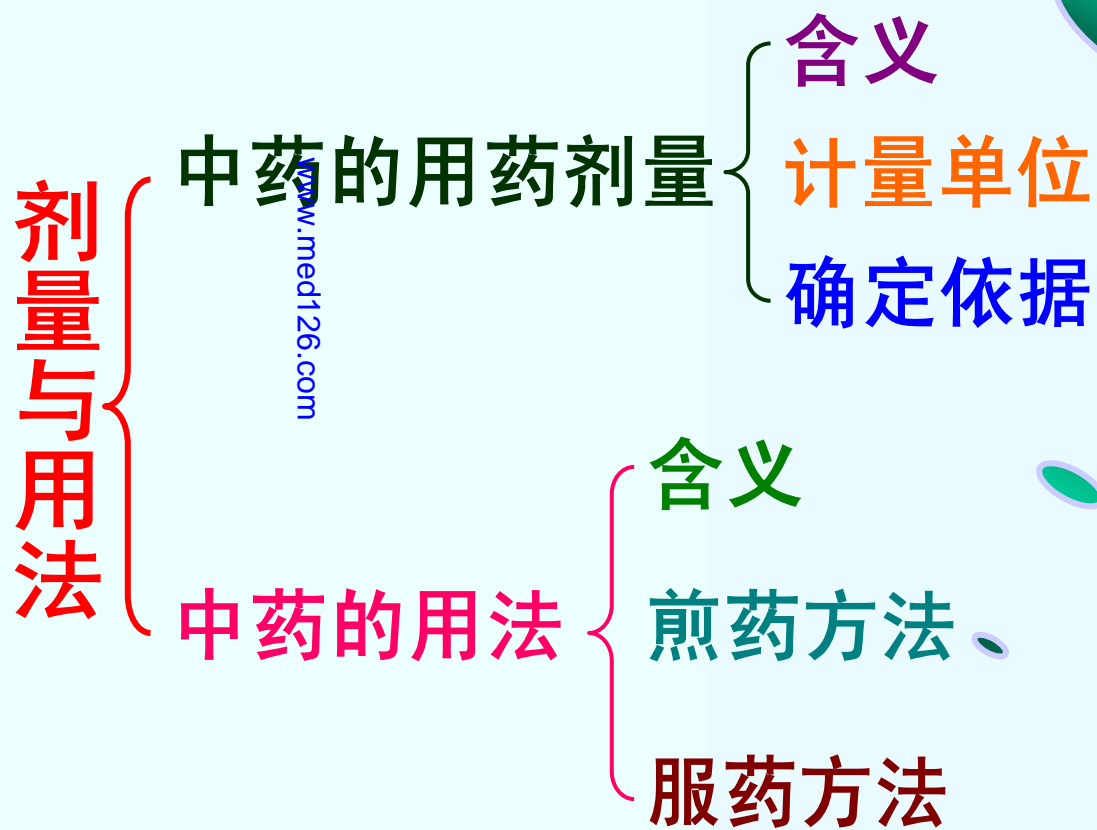 剂量与用法
中药的用药剂量
含义
计量单位
确定依据
中药的用法
含义
煎药方法
服药方法
www.med126.com